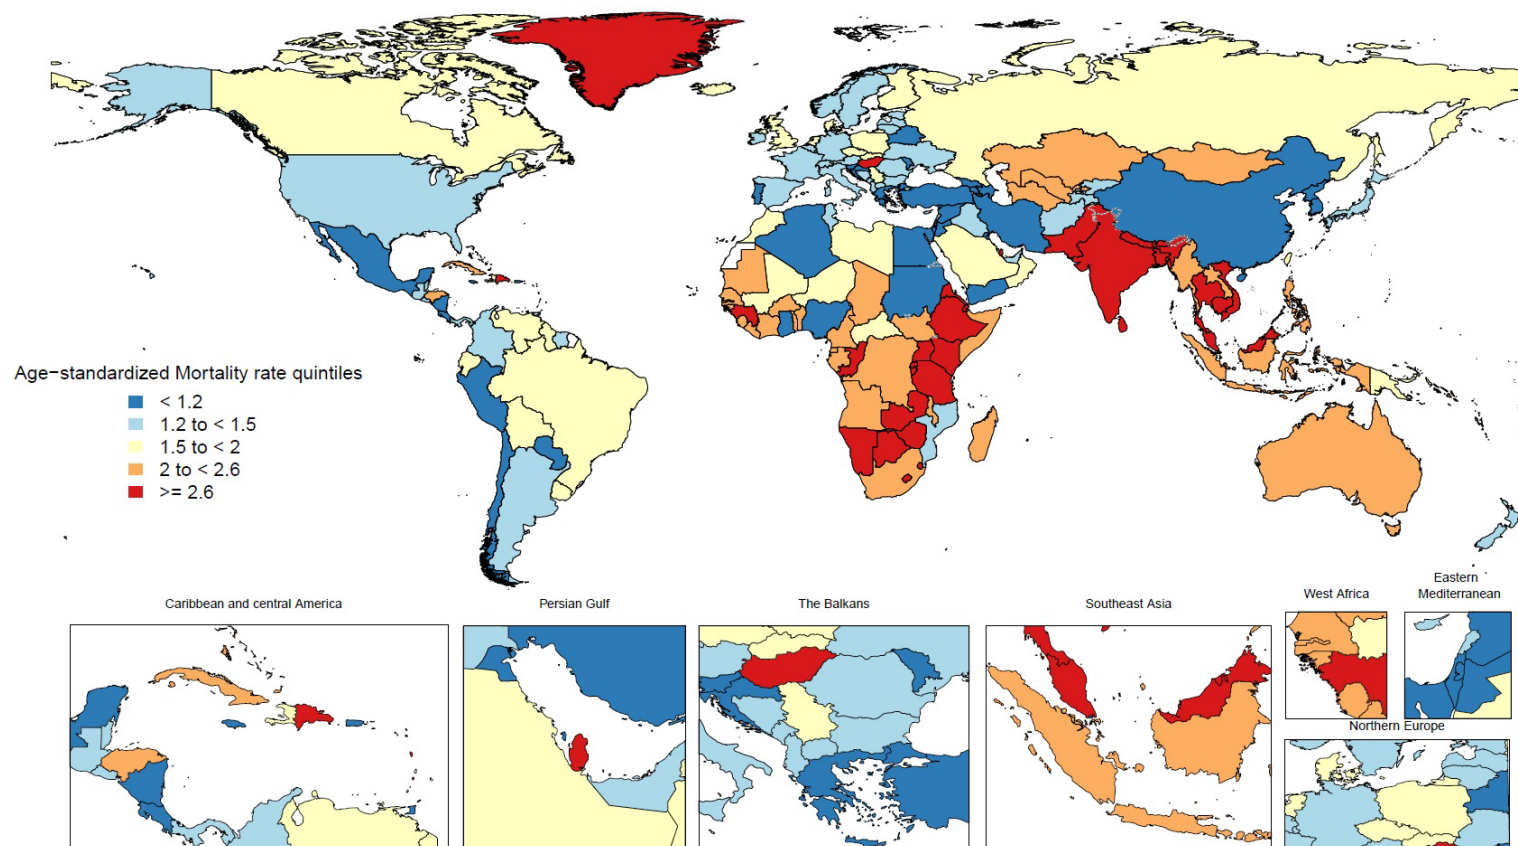 Age−standardized Mortality rate quintiles
< 1.2
1.2 to < 1.5
1.5 to < 2
2 to < 2.6
>= 2.6
Caribbean and central America
Persian Gulf
The Balkans
Southeast Asia
West Africa
Eastern
Mediterranean
Northern Europe